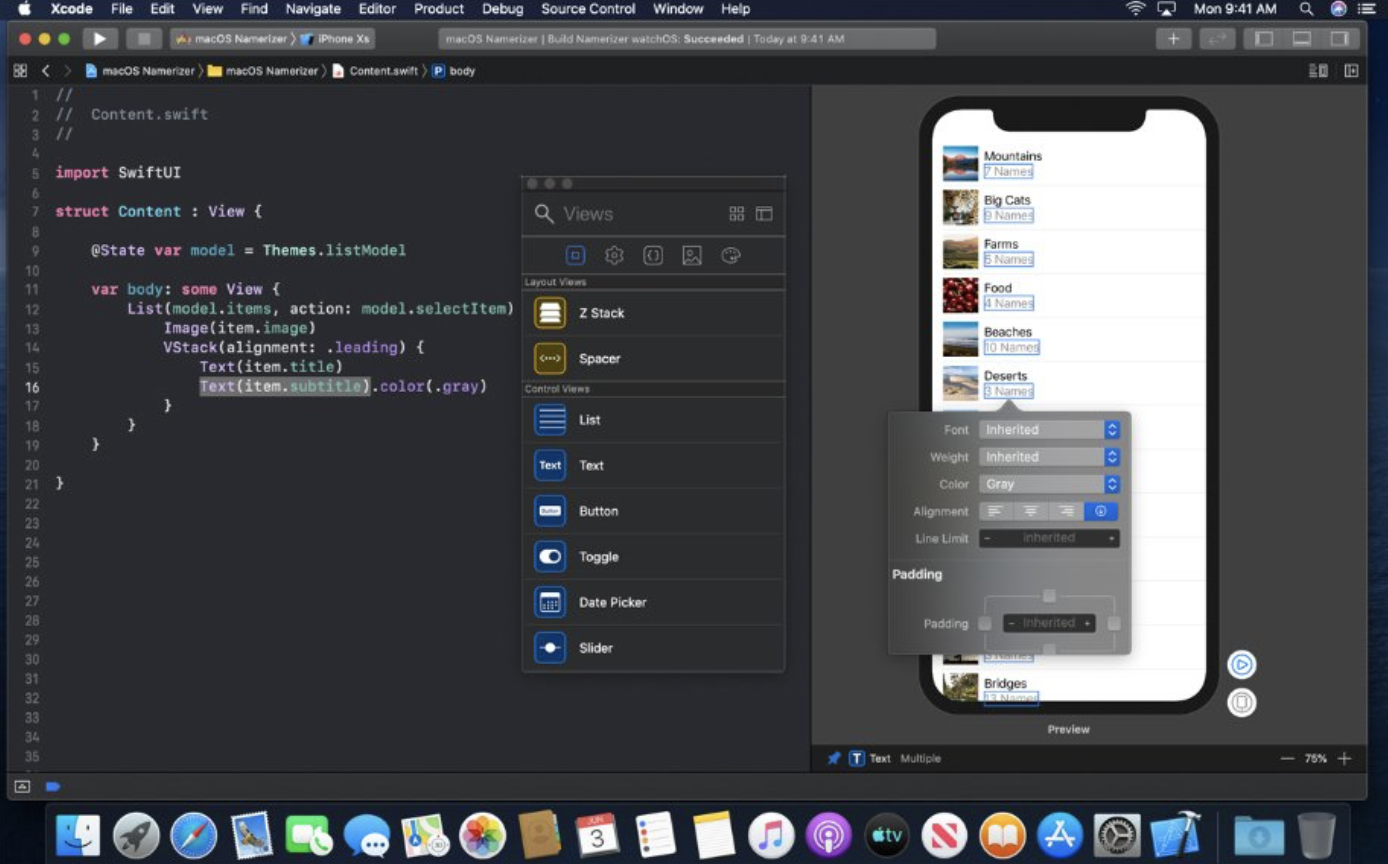 Xcode File Edit View Find Navigate Editor Product Debug Source Control Window Help Mon 9:41 AM
macOS Namerizer iPhone Xs macOS Namerizer | Build Namerizer watchOS: Succeeded | Today at 9:41 AM
macOS Namerizer macOS Namerizer Content.swift P body
1 //
2 // Content.swift
3 //
4
5 import SwiftUI
6
7 struct Content : View {
8
9 @State var model = Themes.listModel
10
11 var body: some View {
12 List(model.items, action: model.selectItem)
13 Image(item.image)
14 VStack(alignment: .leading) {
15 Text(item.title)
16 Text(item.subtitle).color(.gray)
17 }
18 }
19 }
20
21 }
22
23
24
25
26
27
28
29
30
31
32
33
34
35
Views
Layout Views
Z Stack
Spacer
Control Views
List
Text Text
Button Button
Toggle
Date Picker
Slider
Mountains
7 Names
Big Cats
9 Names
Farms
5 Names
Food
4 Names
Beaches
10 Names
Deserts
3 Names
Font Inherited
Weight Inherited
Color Gray
Alignment
Line Limit - Inherited +
Padding
Padding - Inherited +
Names
Bridges
13 Names
Preview
T Text Multiple — 75% +
JUN
3
tv